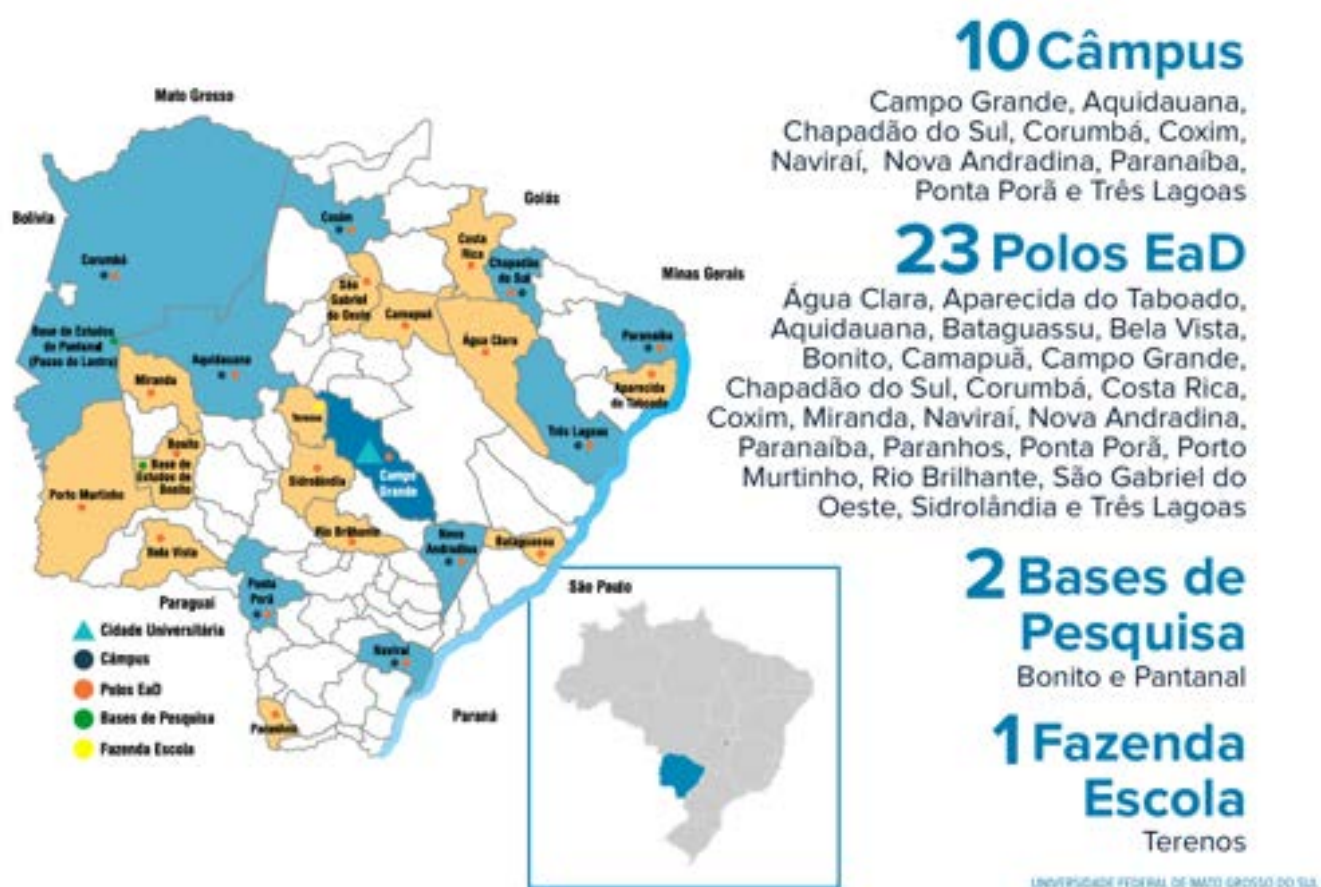 Mato Grosso
Bolívia
Goiás
Minas Gerais
Coxim
Costa
Rica
Chapadão
do Sul
Corumbá
São
Gabriel
do Oeste
Camapuã
Água Clara
Paranaíba
Base de Estudos
do Pantanal
(Passo do Lontra)
Aquidauana
Miranda
Aparecida
do Taboado
Terenos
Três Lagoas
Bonito
Base de
Estudos de
Bonito
Campo
Grande
Sidrolândia
Porto Murtinho
Rio Brilhante
Nova
Andradina
Bataguassu
Bela Vista
Ponta
Porã
Paraguai
São Paulo
Naviraí
Paraná
Paranhos
Cidade Universitária
Câmpus
Polos EaD
Bases de Pesquisa
Fazenda Escola
10 Câmpus
Campo Grande, Aquidauana,
Chapadão do Sul, Corumbá, Coxim,
Naviraí, Nova Andradina, Paranaíba,
Ponta Porã e Três Lagoas
23 Polos EaD
Água Clara, Aparecida do Taboado,
Aquidauana, Bataguassu, Bela Vista,
Bonito, Camapuã, Campo Grande,
Chapadão do Sul, Corumbá, Costa Rica,
Coxim, Miranda, Naviraí, Nova Andradina,
Paranaíba, Paranhos, Ponta Porã, Porto
Murtinho, Rio Brilhante, São Gabriel do
Oeste, Sidrolândia e Três Lagoas
2 Bases de
Pesquisa
Bonito e Pantanal
1 Fazenda
Escola
Terenos
UNIVERSIDADE FEDERAL DE MATO GROSSO DO SUL